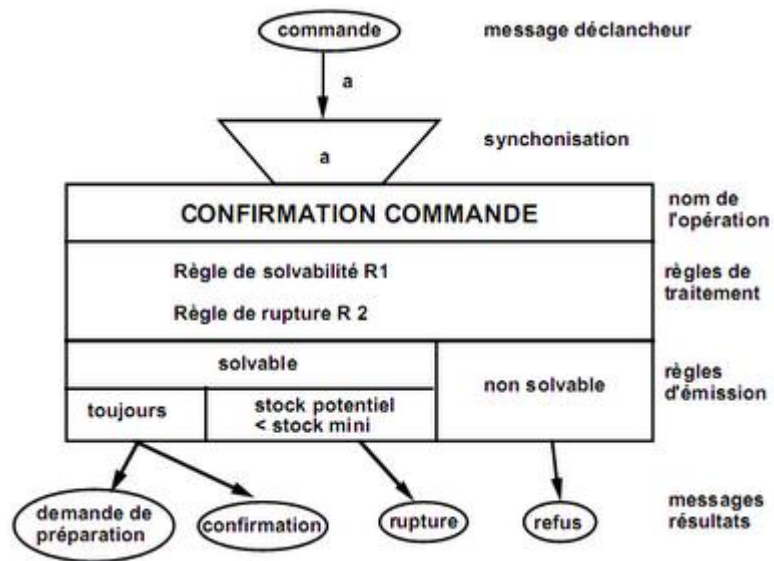 commande
message déclancheur
a
a
synchonisation
CONFIRMATION COMMANDE
nom de
l'opération
Règle de solvabilité R1
Règle de rupture R 2
règles de
traitement
solvable
non solvable
toujours
stock potentiel
< stock mini
règles
d'émission
demande de
préparation
confirmation
rupture
refus
messages
résultats